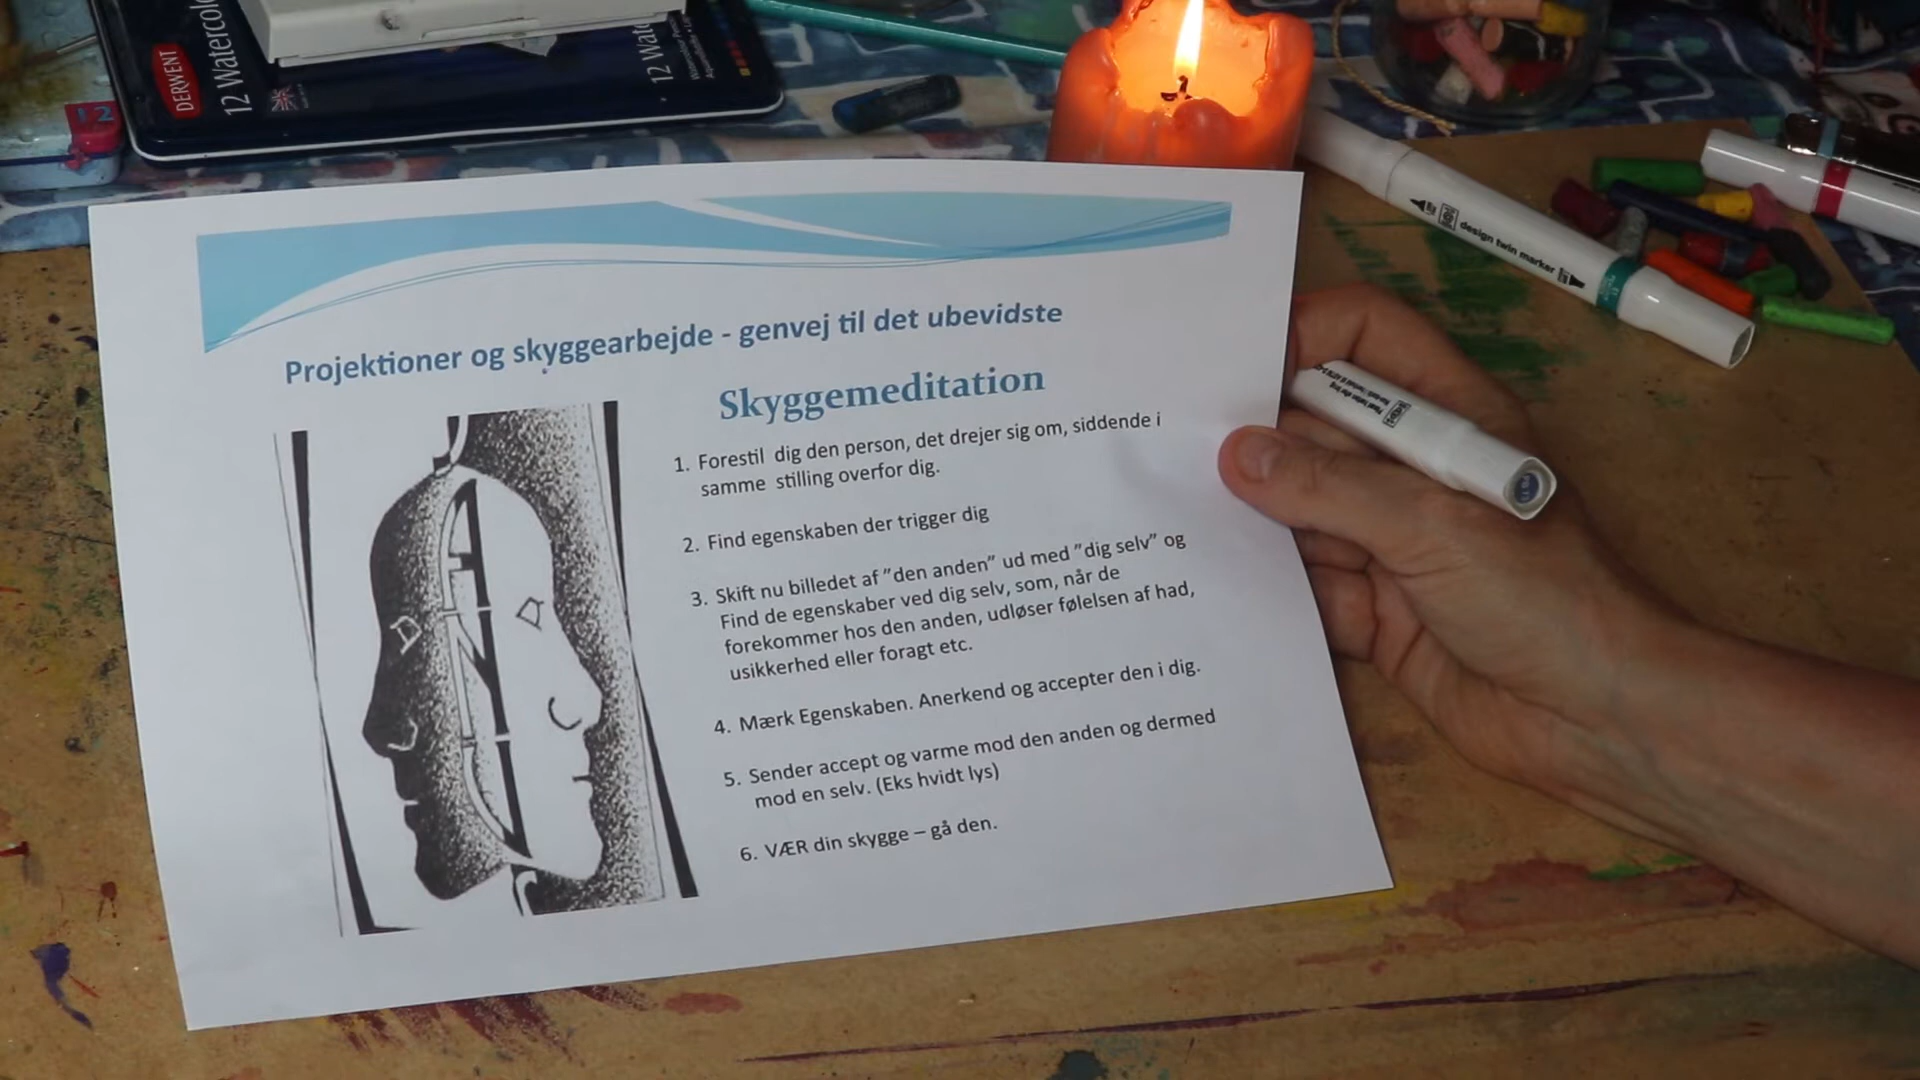 DERWENT
12 Watercolo
12 Wate
12
design twin marker
Projektioner og skyggearbejde - genvej til det ubevidste
Skyggemeditation
1. Forestil dig den person, det drejer sig om, siddende i
samme stilling overfor dig.
2. Find egenskaben der trigger dig
3. Skift nu billedet af ”den anden” ud med ”dig selv” og
Find de egenskaber ved dig selv, som, når de
forekommer hos den anden, udløser følelsen af had,
usikkerhed eller foragt etc.
4. Mærk Egenskaben. Anerkend og accepter den i dig.
5. Sender accept og varme mod den anden og dermed
mod en selv. (Eks hvidt lys)
6. VÆR din skygge – gå den.